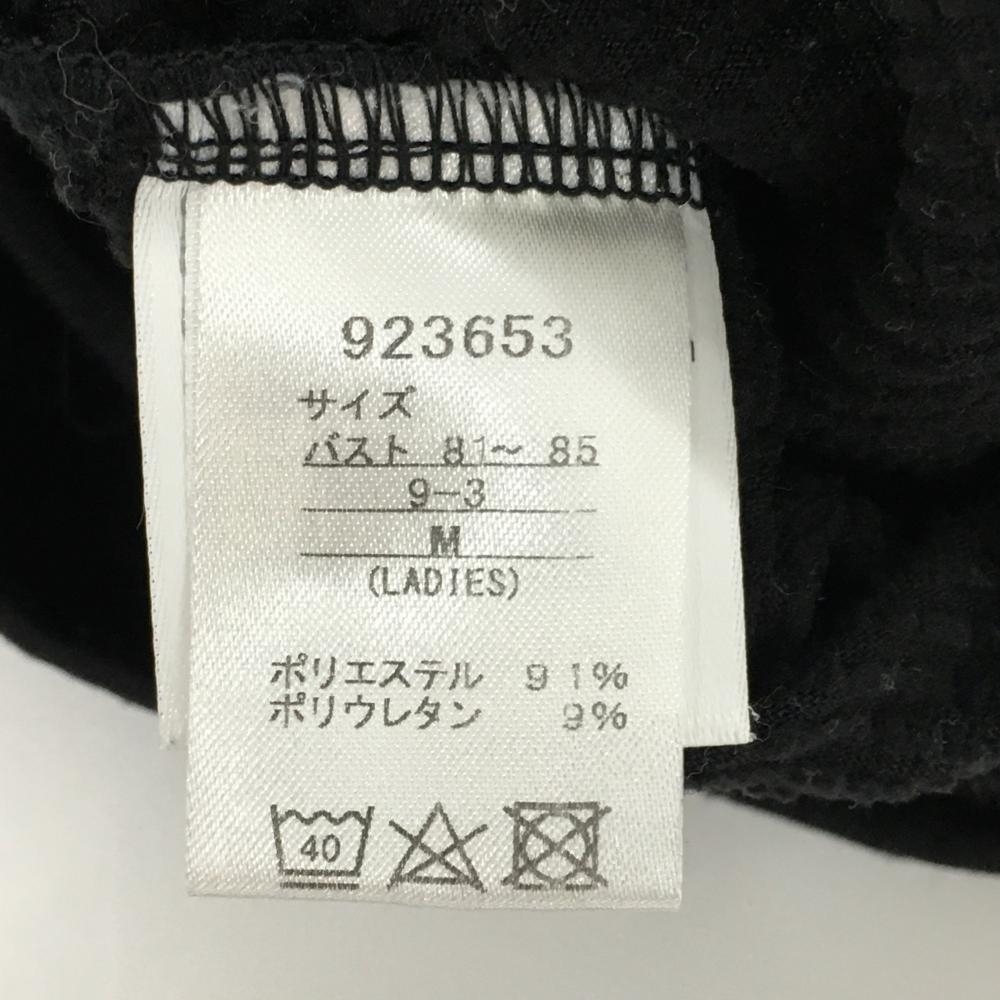 923653
サイズ
バスト 81～ 85
9-3
M
(LADIES)
ポリエステル 91%
ポリウレタン 9%
40